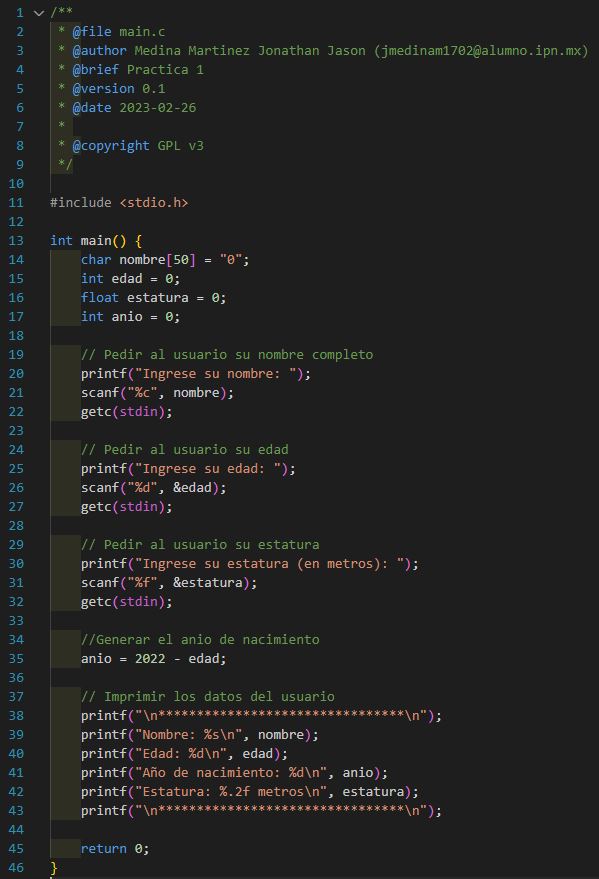 1 /**
2  * @file main.c
3  * @author Medina Martinez Jonathan Jason (jmedinam1702@alumno.ipn.mx)
4  * @brief Practica 1
5  * @version 0.1
6  * @date 2023-02-26
7  *
8  * @copyright GPL v3
9  */
10
11 #include <stdio.h>
12
13 int main() {
14     char nombre[50] = "0";
15     int edad = 0;
16     float estatura = 0;
17     int anio = 0;
18
19     // Pedir al usuario su nombre completo
20     printf("Ingrese su nombre: ");
21     scanf("%c", nombre);
22     getc(stdin);
23
24     // Pedir al usuario su edad
25     printf("Ingrese su edad: ");
26     scanf("%d", &edad);
27     getc(stdin);
28
29     // Pedir al usuario su estatura
30     printf("Ingrese su estatura (en metros): ");
31     scanf("%f", &estatura);
32     getc(stdin);
33
34     //Generar el anio de nacimiento
35     anio = 2022 - edad;
36
37     // Imprimir los datos del usuario
38     printf("\n********************************\n");
39     printf("Nombre: %s\n", nombre);
40     printf("Edad: %d\n", edad);
41     printf("Año de nacimiento: %d\n", anio);
42     printf("Estatura: %.2f metros\n", estatura);
43     printf("\n********************************\n");
44
45     return 0;
46 }